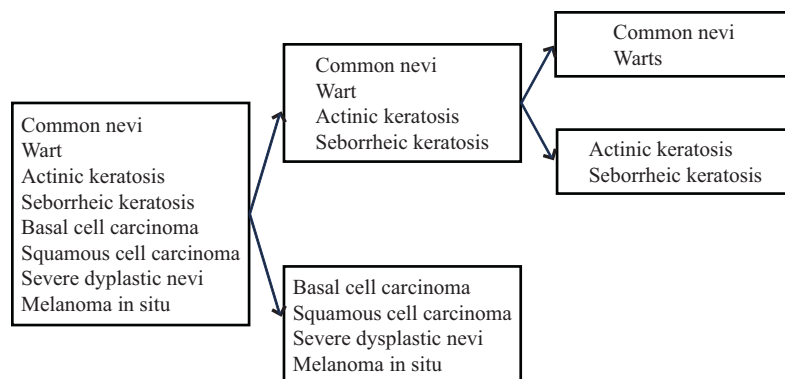 Common nevi
Wart
Actinic keratosis
Seborrheic keratosis
Basal cell carcinoma
Squamous cell carcinoma
Severe dyplastic nevi
Melanoma in situ
Common nevi
Wart
Actinic keratosis
Seborrheic keratosis
Basal cell carcinoma
Squamous cell carcinoma
Severe dysplastic nevi
Melanoma in situ
Common nevi
Warts
Actinic keratosis
Seborrheic keratosis